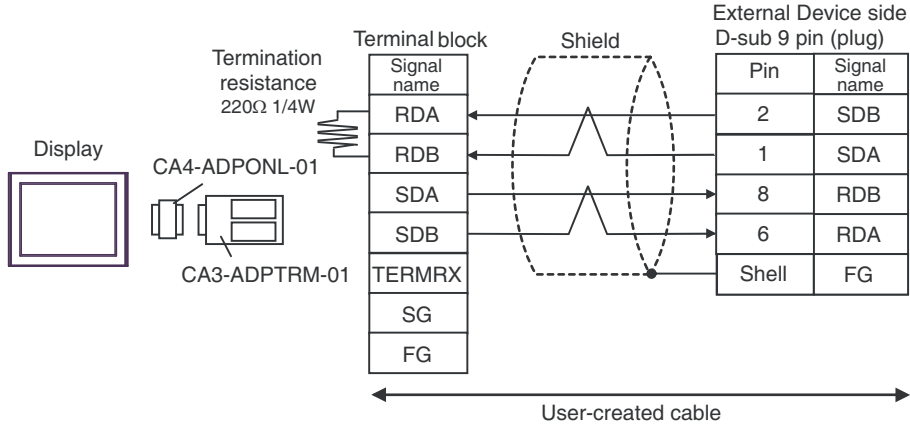 External Device side
D-sub 9 pin (plug)
Terminal block
Shield
Termination
resistance
220Ω 1/4W
Signal
name
Pin
Signal
name
RDA
2
SDB
RDB
1
SDA
Display
CA4-ADPONL-01
SDA
8
RDB
SDB
6
RDA
CA3-ADPTRM-01
TERMRX
Shell
FG
SG
FG
User-created cable